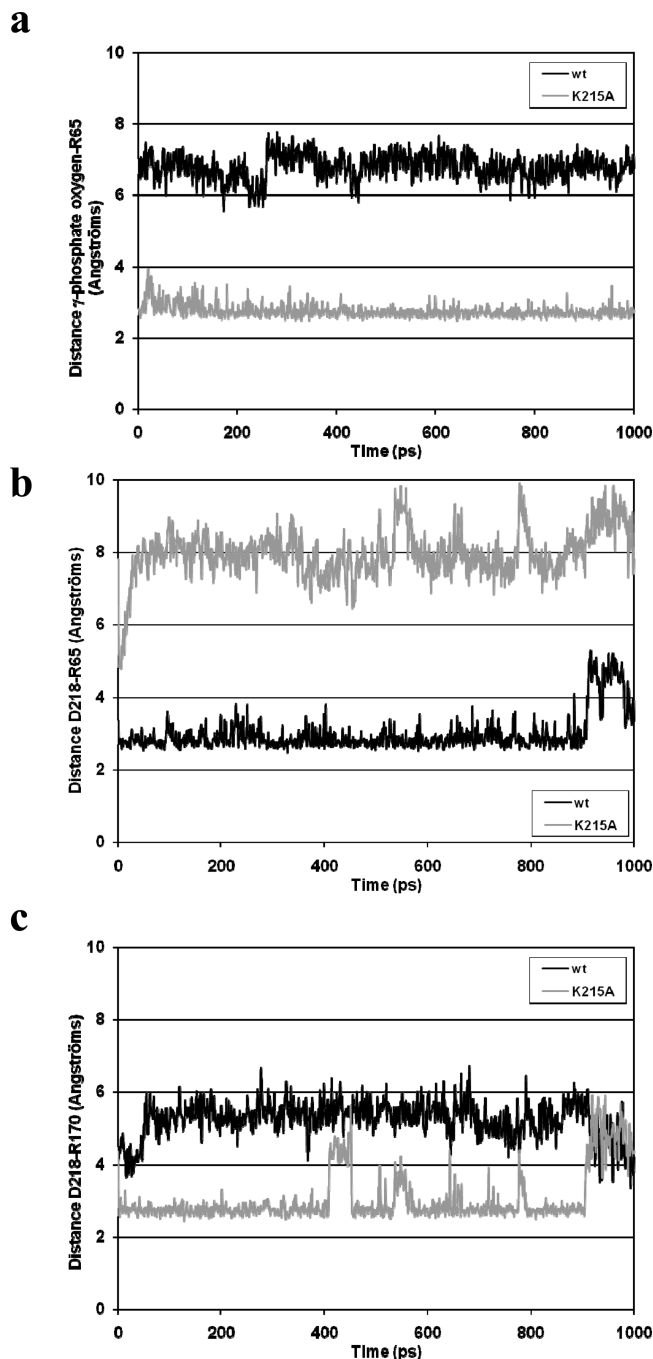 a
10
8
6
4
2
0
Distance γ-phosphate oxygen-R65
(Angströms)
wt
K215A
0 200 400 600 800 1000
Time (ps)
b
10
8
6
4
2
0
Distance D218-R65 (Angströms)
wt
K215A
0 200 400 600 800 1000
Time (ps)
c
10
8
6
4
2
0
Distance D218-R170 (Angströms)
wt
K215A
0 200 400 600 800 1000
Time (ps)